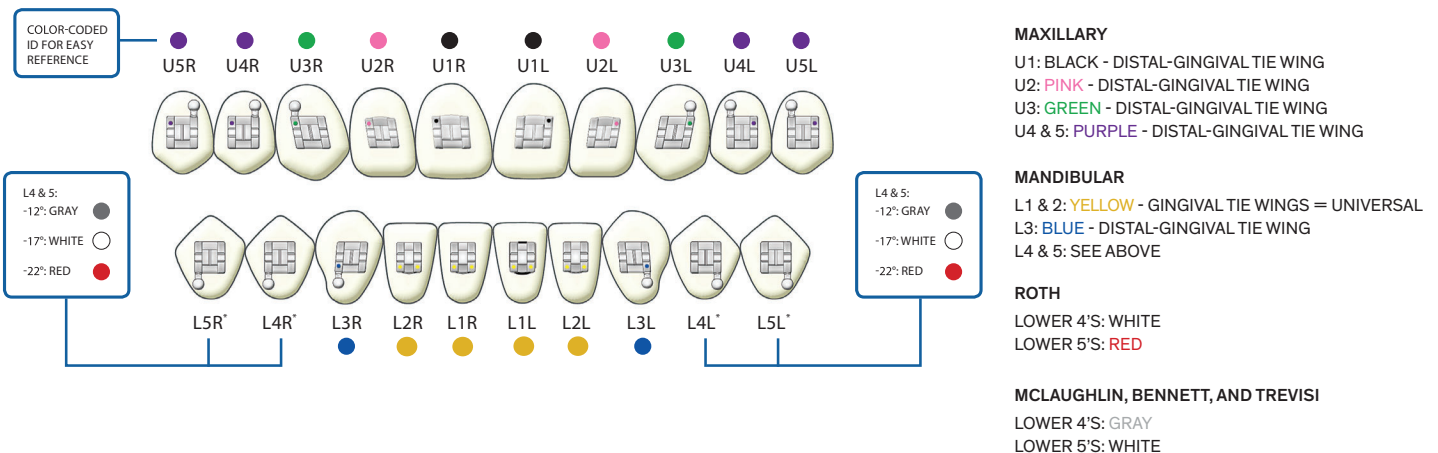 COLOR-CODED
ID FOR EASY
REFERENCE
U5R U4R U3R U2R U1R U1L U2L U3L U4L U5L
L4 & 5:
-12°: GRAY
-17°: WHITE
-22°: RED
L4 & 5:
-12°: GRAY
-17°: WHITE
-22°: RED
L5R* L4R* L3R L2R L1R L1L L2L L3L L4L* L5L*
MAXILLARY
U1: BLACK - DISTAL-GINGIVAL TIE WING
U2: PINK - DISTAL-GINGIVAL TIE WING
U3: GREEN - DISTAL-GINGIVAL TIE WING
U4 & 5: PURPLE - DISTAL-GINGIVAL TIE WING
MANDIBULAR
L1 & 2: YELLOW - GINGIVAL TIE WINGS = UNIVERSAL
L3: BLUE - DISTAL-GINGIVAL TIE WING
L4 & 5: SEE ABOVE
ROTH
LOWER 4'S: WHITE
LOWER 5'S: RED
MCLAUGHLIN, BENNETT, AND TREVISI
LOWER 4'S: GRAY
LOWER 5'S: WHITE